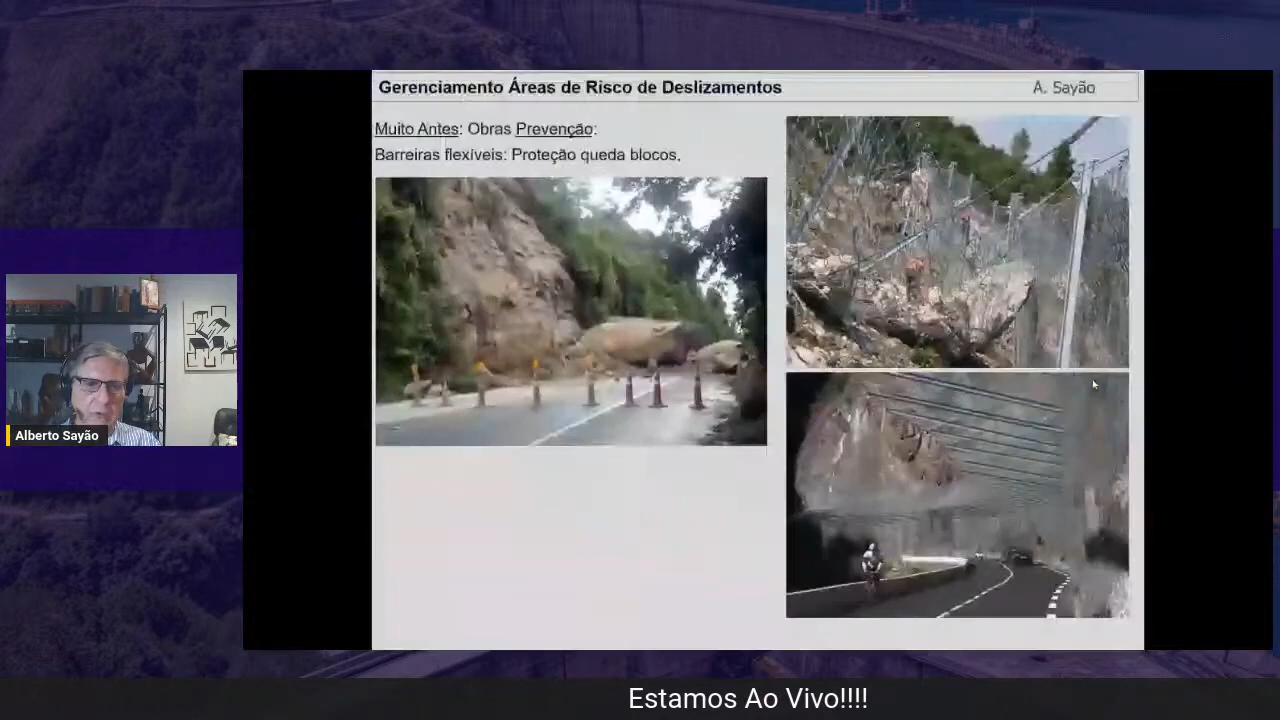 Gerenciamento Áreas de Risco de Deslizamentos
A. Sayão
Muito Antes: Obras Prevenção:
Barreiras flexíveis: Proteção queda blocos,
Alberto Sayão
Estamos Ao Vivo!!!!